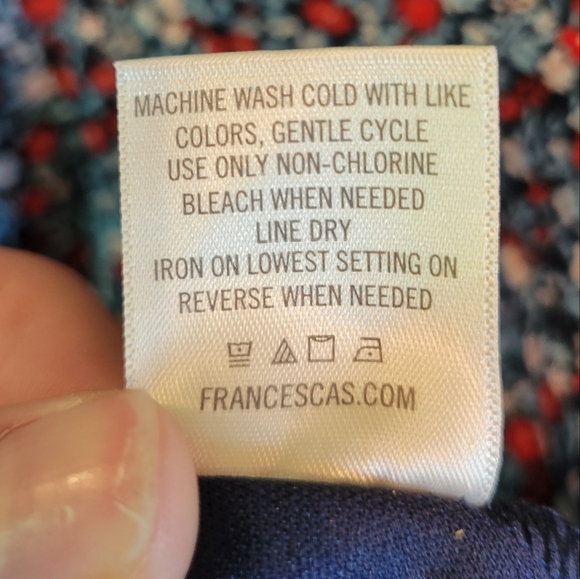 MACHINE WASH COLD WITH LIKE
COLORS, GENTLE CYCLE
USE ONLY NON-CHLORINE
BLEACH WHEN NEEDED
LINE DRY
IRON ON LOWEST SETTING ON
REVERSE WHEN NEEDED
FRANCESCAS.COM